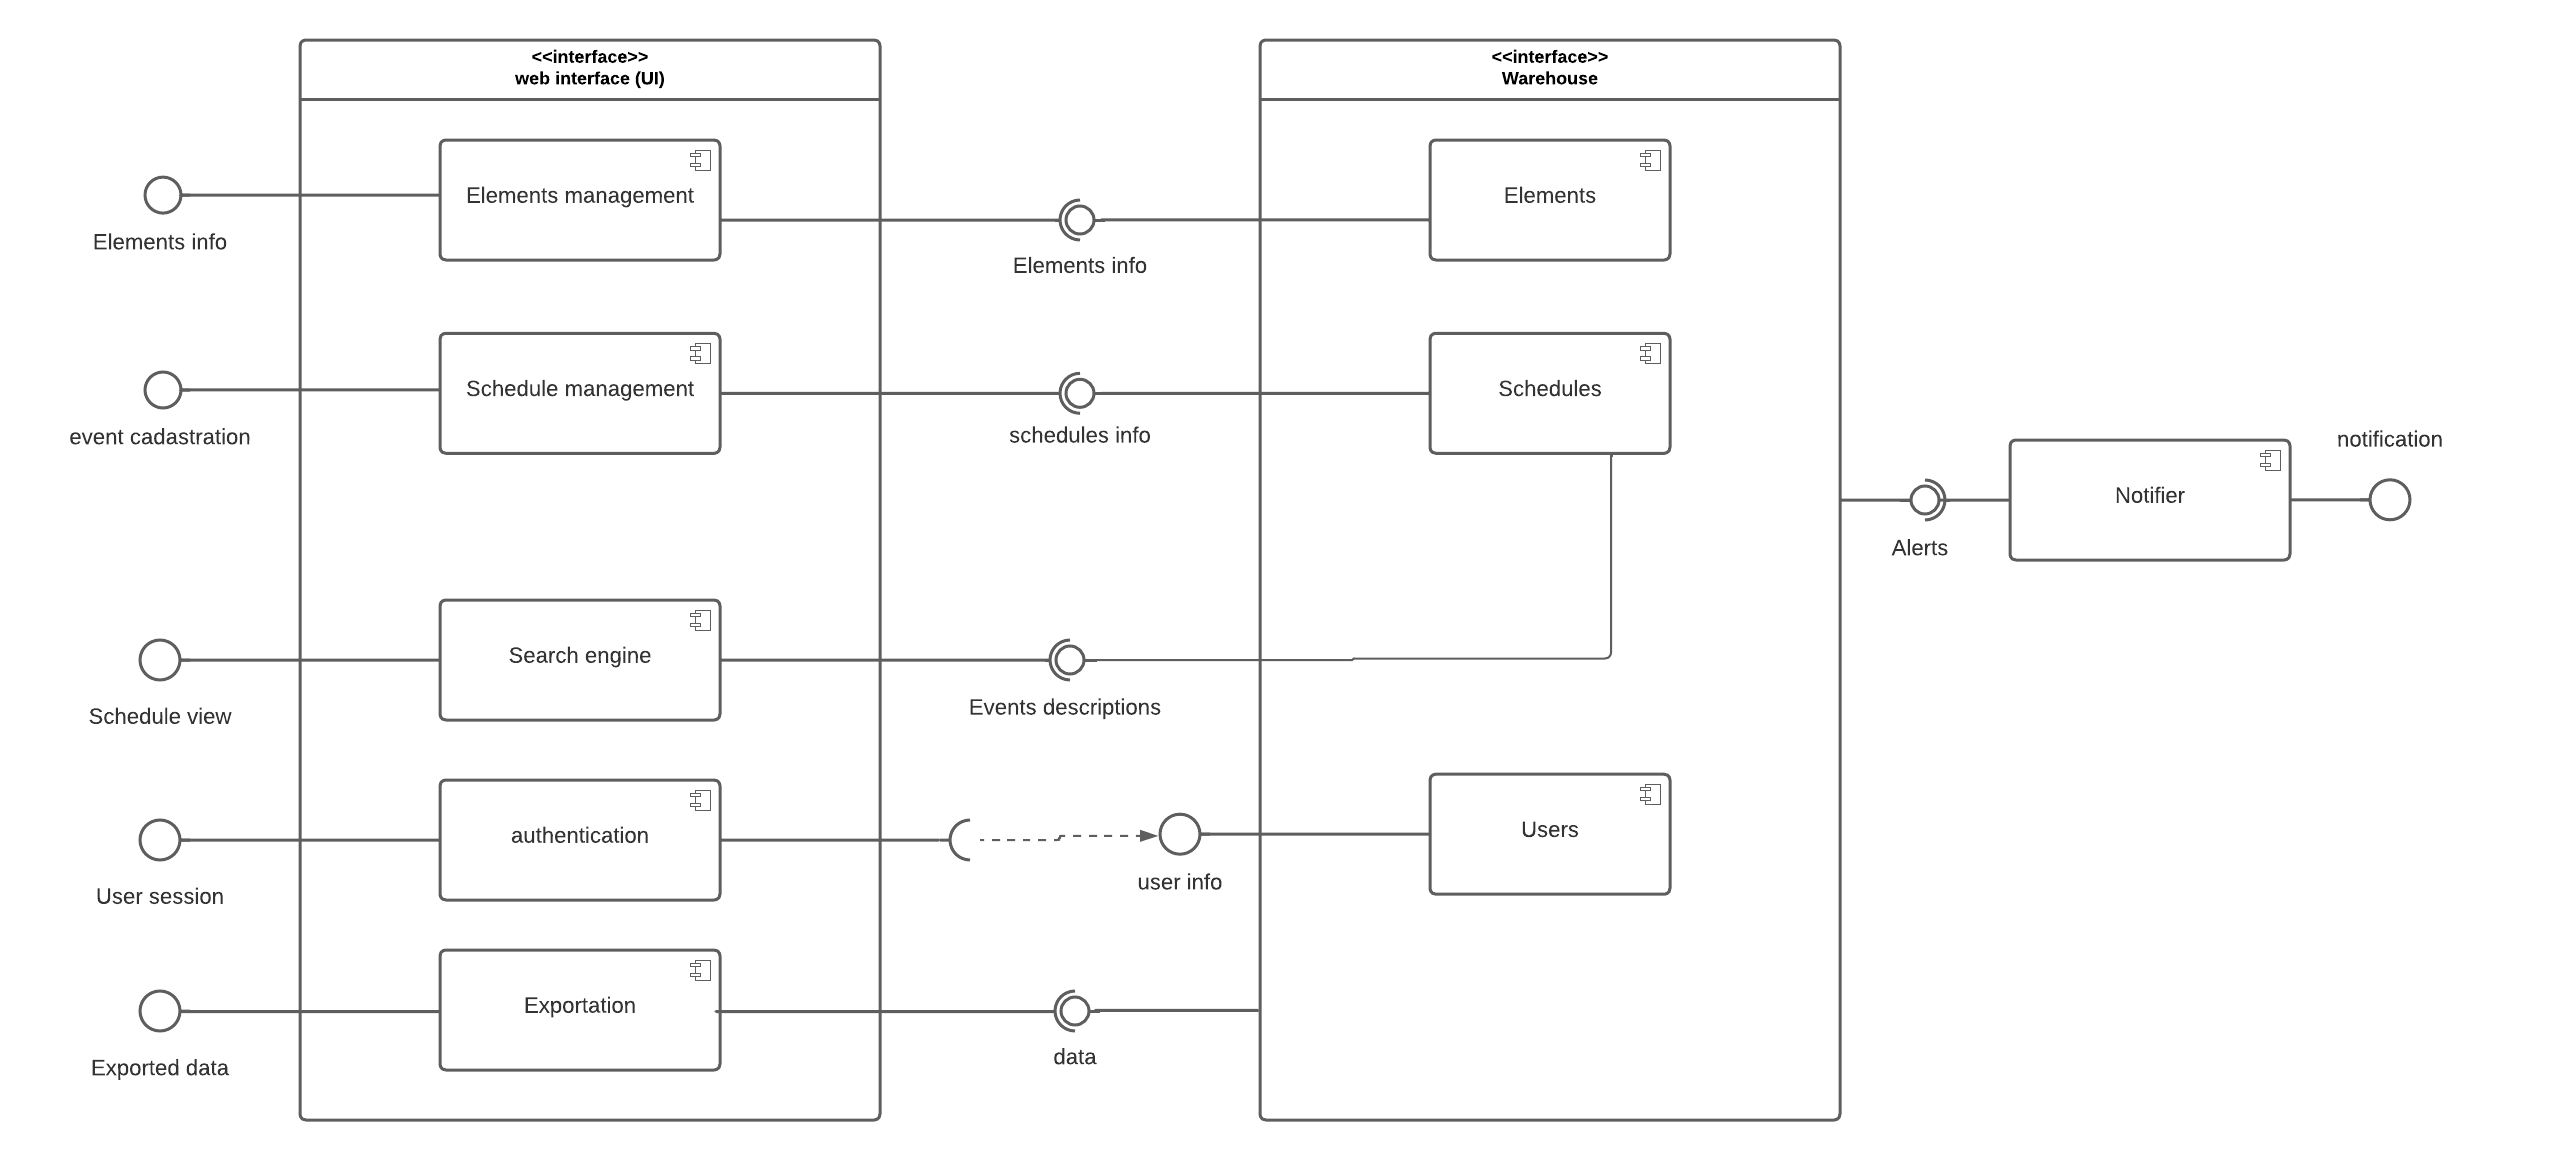 <<interface>>
web interface (UI)
<<interface>>
Warehouse
Elements management
Elements
Elements info
Elements info
Schedule management
Schedules
event cadastration
schedules info
notification
Notifier
Alerts
Search engine
Schedule view
Events descriptions
authentication
Users
User session
user info
Exportation
Exported data
data